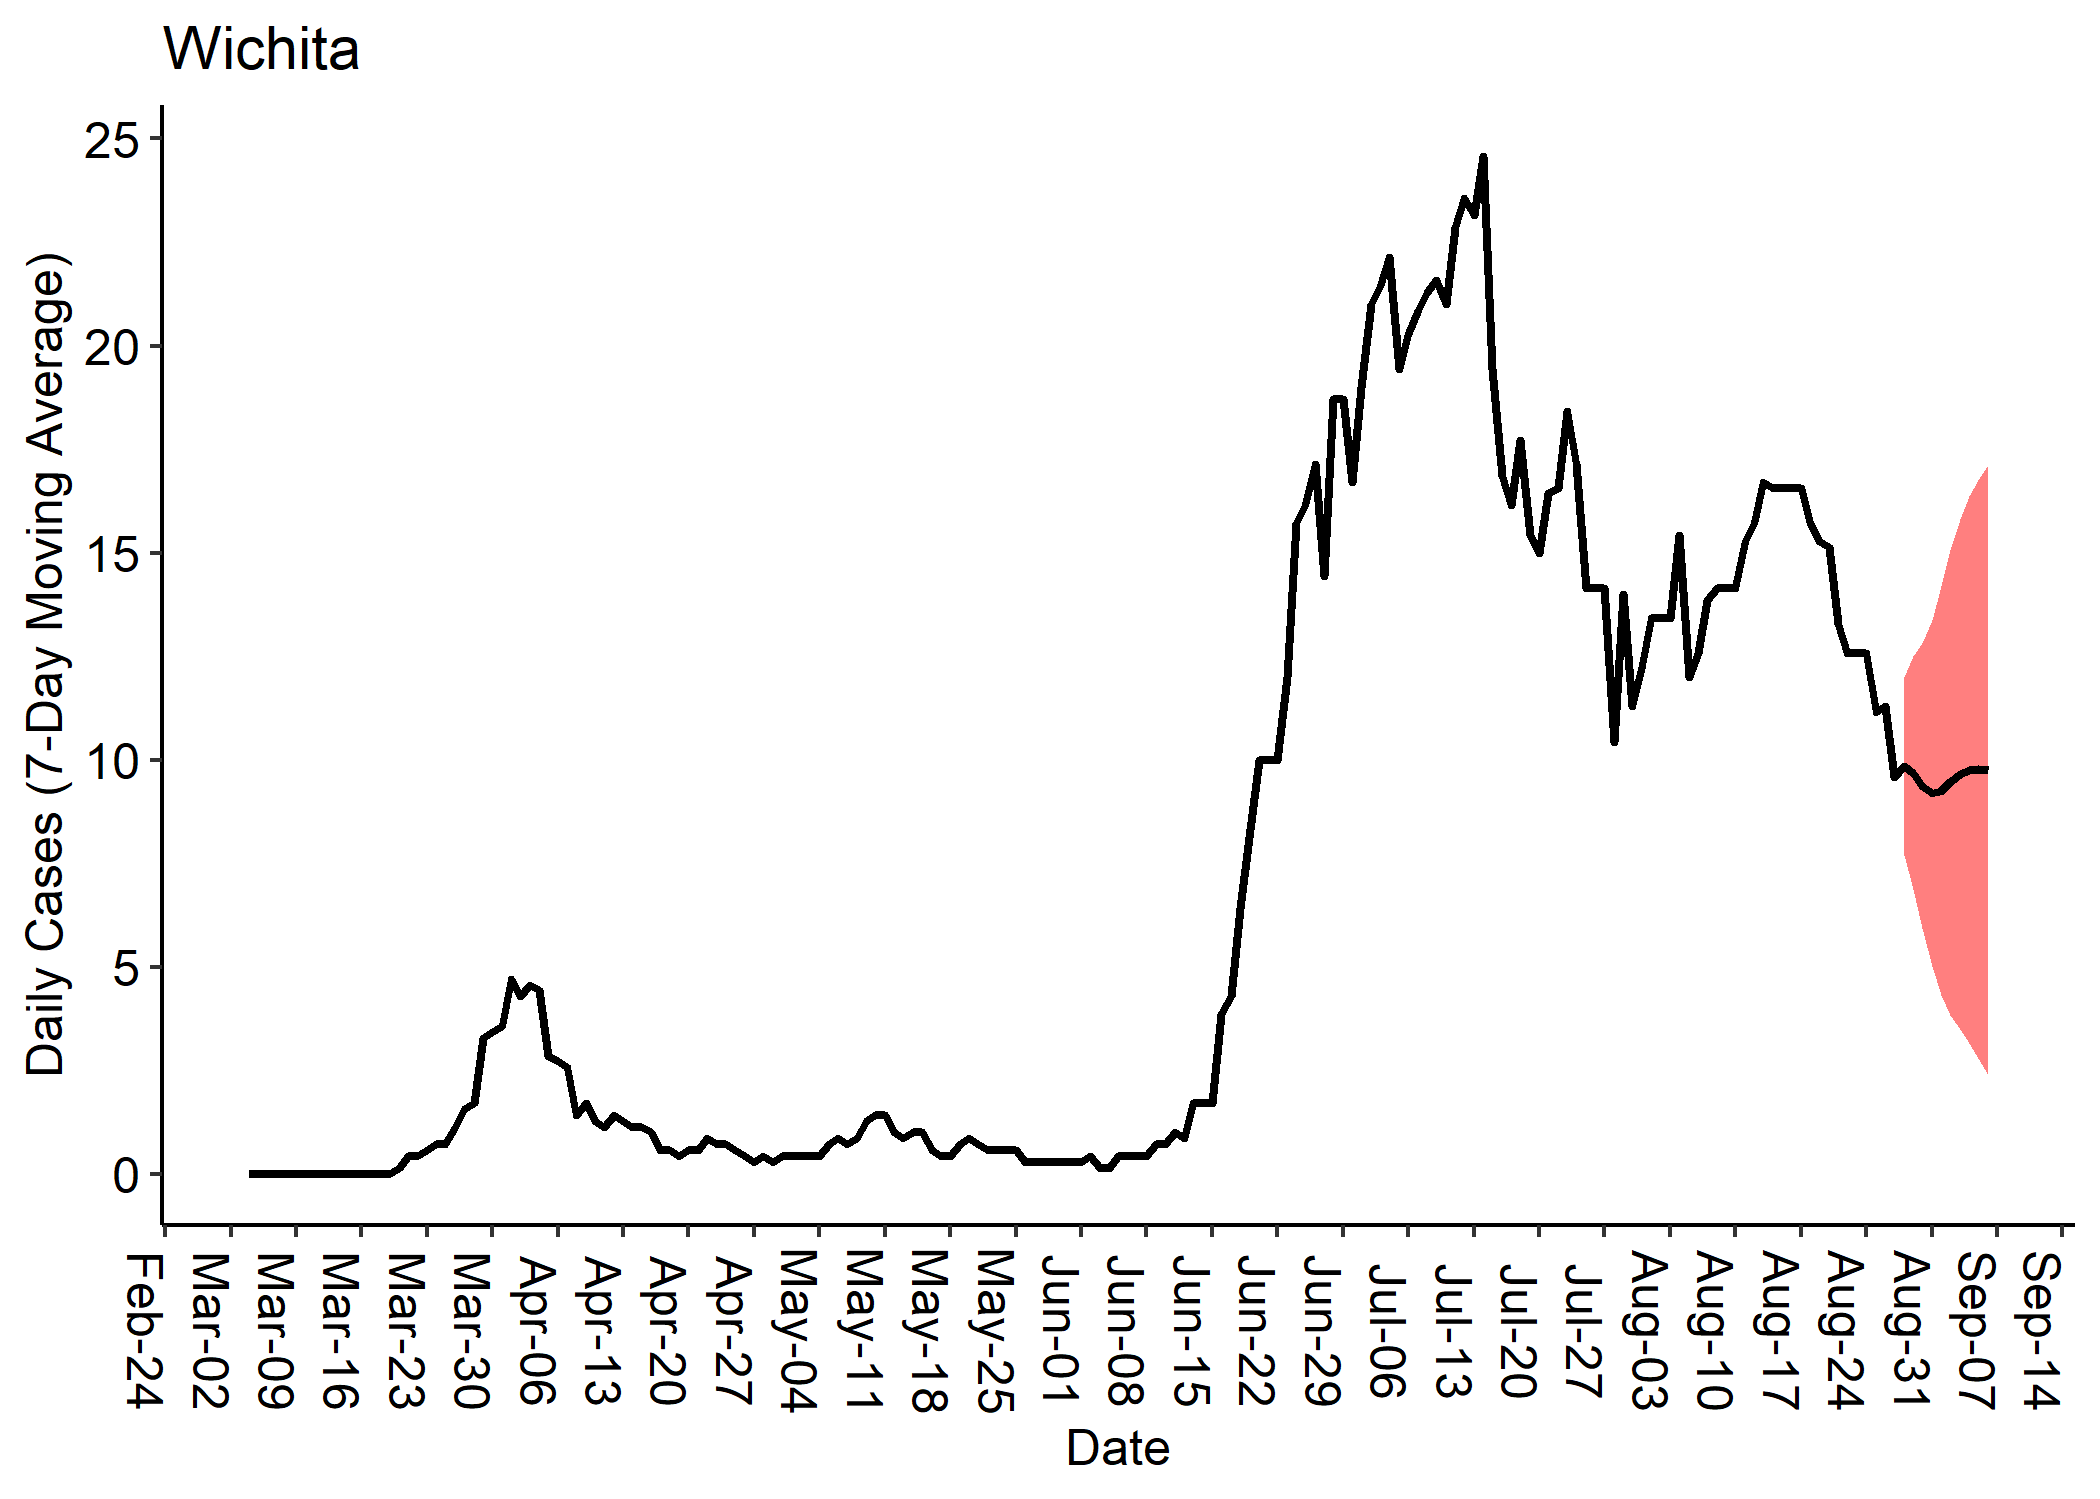 Wichita
Daily Cases (7-Day Moving Average)
25
20
15
10
5
0
Feb-24
Mar-02
Mar-09
Mar-16
Mar-23
Mar-30
Apr-06
Apr-13
Apr-20
Apr-27
May-04
May-11
May-18
May-25
Jun-01
Jun-08
Jun-15
Jun-22
Jun-29
Jul-06
Jul-13
Jul-20
Jul-27
Aug-03
Aug-10
Aug-17
Aug-24
Aug-31
Sep-07
Sep-14
Date